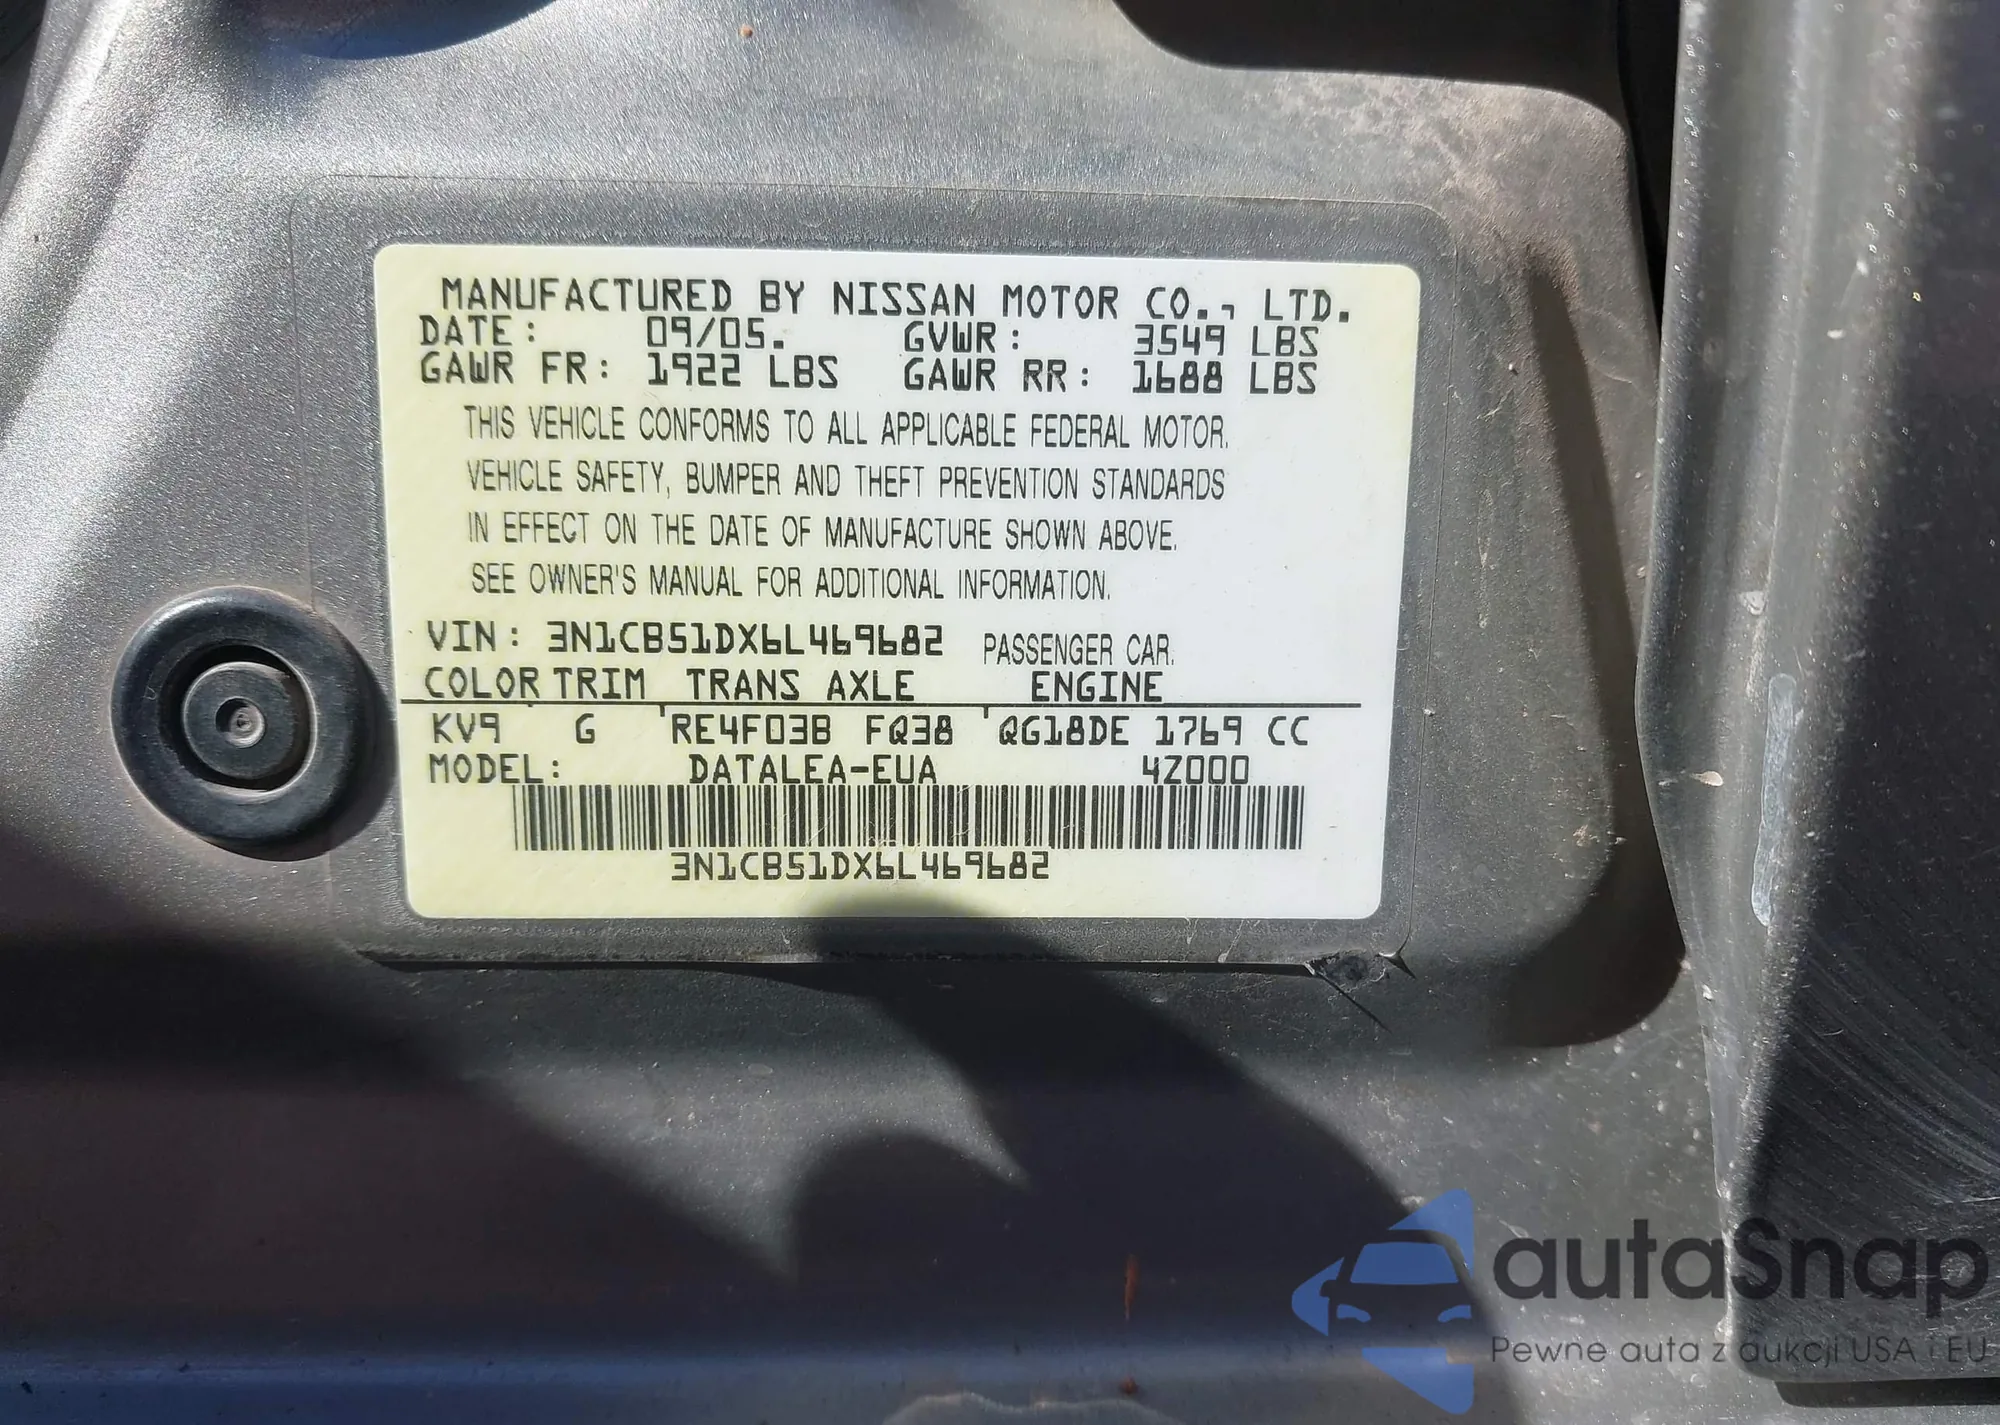 MANUFACTURED BY NISSAN MOTOR CO., LTD.
DATE: 09/05. GVWR: 3549 LBS
GAWR FR: 1922 LBS GAWR RR: 1688 LBS
THIS VEHICLE CONFORMS TO ALL APPLICABLE FEDERAL MOTOR.
VEHICLE SAFETY, BUMPER AND THEFT PREVENTION STANDARDS
IN EFFECT ON THE DATE OF MANUFACTURE SHOWN ABOVE.
SEE OWNER'S MANUAL FOR ADDITIONAL INFORMATION.
VIN: 3N1CB51DX6L469682 PASSENGER CAR.
COLOR TRIM TRANS AXLE ENGINE
KV9 G RE4F03B FQ38 QG18DE 1769 CC
MODEL: DATALEA-EUA 4Z000
3N1CB51DX6L469682
autaSnap
Pewne auta z aukcji USA i EU